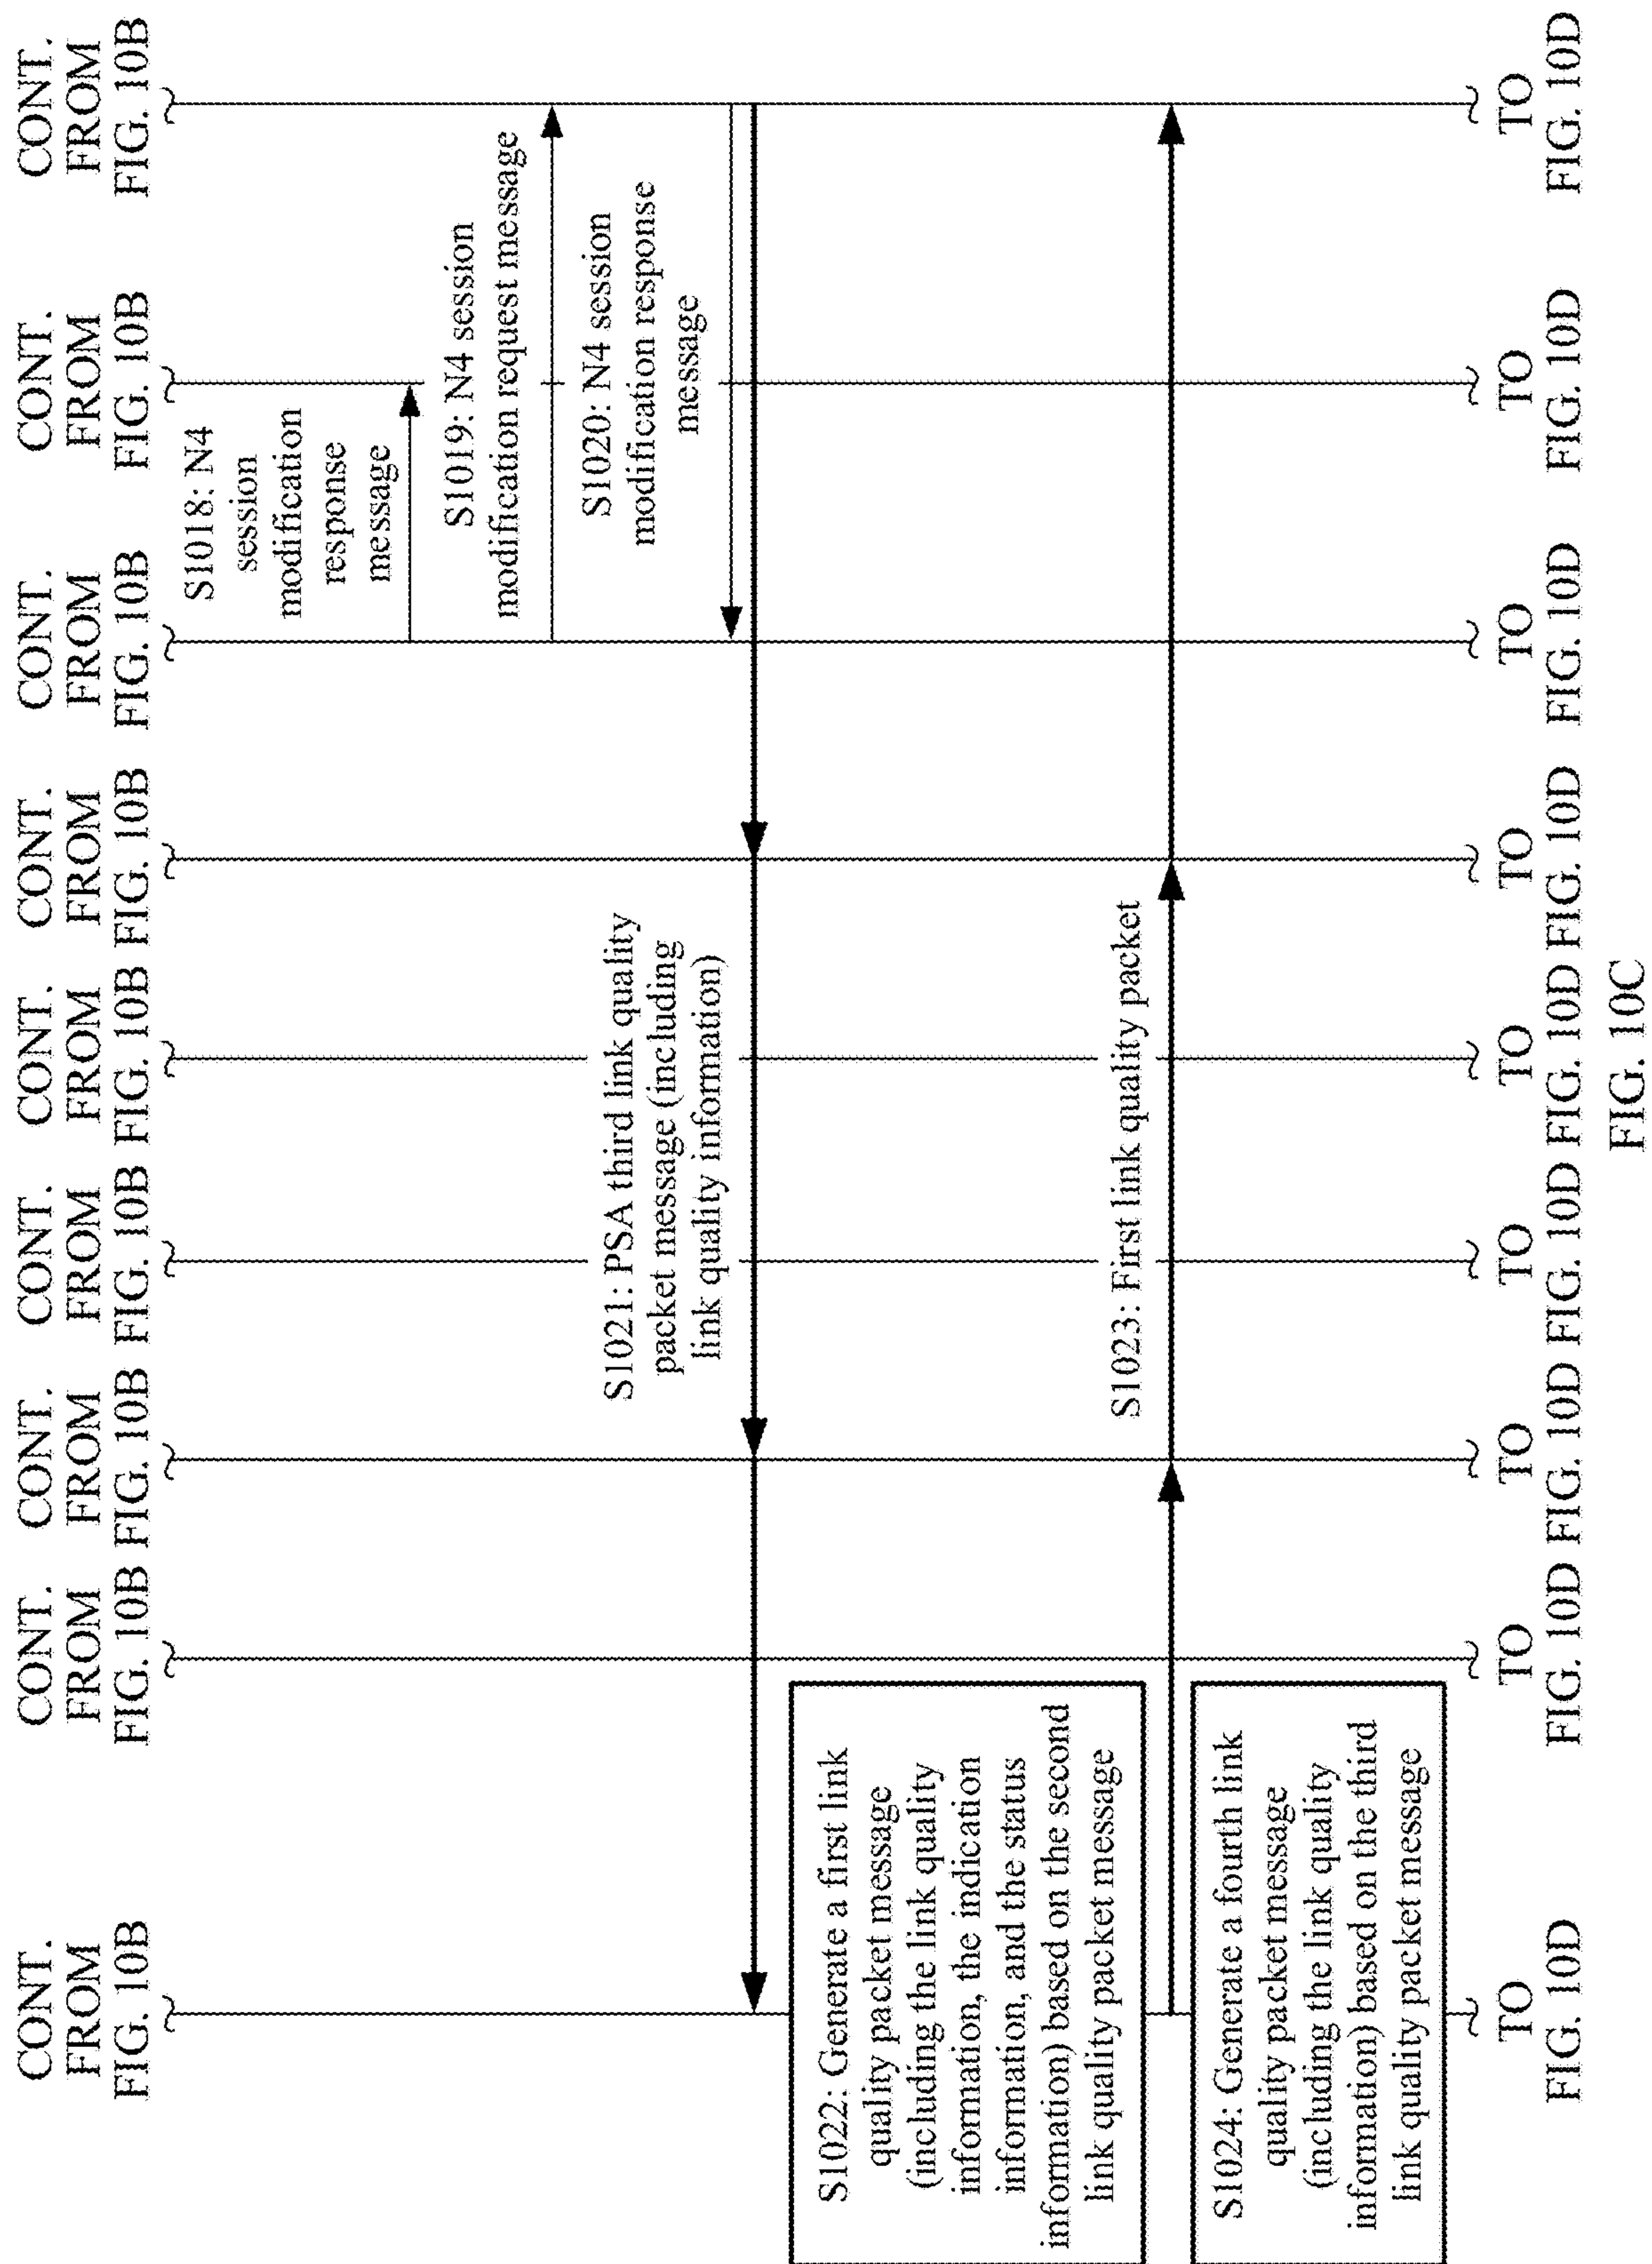 CONT.
FROM
FIG. 10B
CONT.
FROM
FIG. 10B
CONT.
FROM
FIG. 10B
CONT.
FROM
FIG. 10B
CONT.
FROM
FIG. 10B
CONT.
FROM
FIG. 10B
CONT.
FROM
FIG. 10B
CONT.
FROM
FIG. 10B
CONT.
FROM
FIG. 10B
S1018: N4
session
modification
response
message
S1019: N4 session
modification request message
S1020: N4 session
modification response
message
S1021: PSA third link quality
packet message (including
link quality information)
S1022: Generate a first link
quality packet message
(including the link quality
information, the indication
information, and the status
information) based on the second
link quality packet message
S1023: First link quality packet
S1024: Generate a fourth link
quality packet message
(including the link quality
information) based on the third
link quality packet message
TO
FIG. 10D
TO
FIG. 10D
TO
FIG. 10D
TO
FIG. 10D
TO
FIG. 10D
TO
FIG. 10D
TO
FIG. 10D
TO
FIG. 10D
TO
FIG. 10D
FIG. 10C